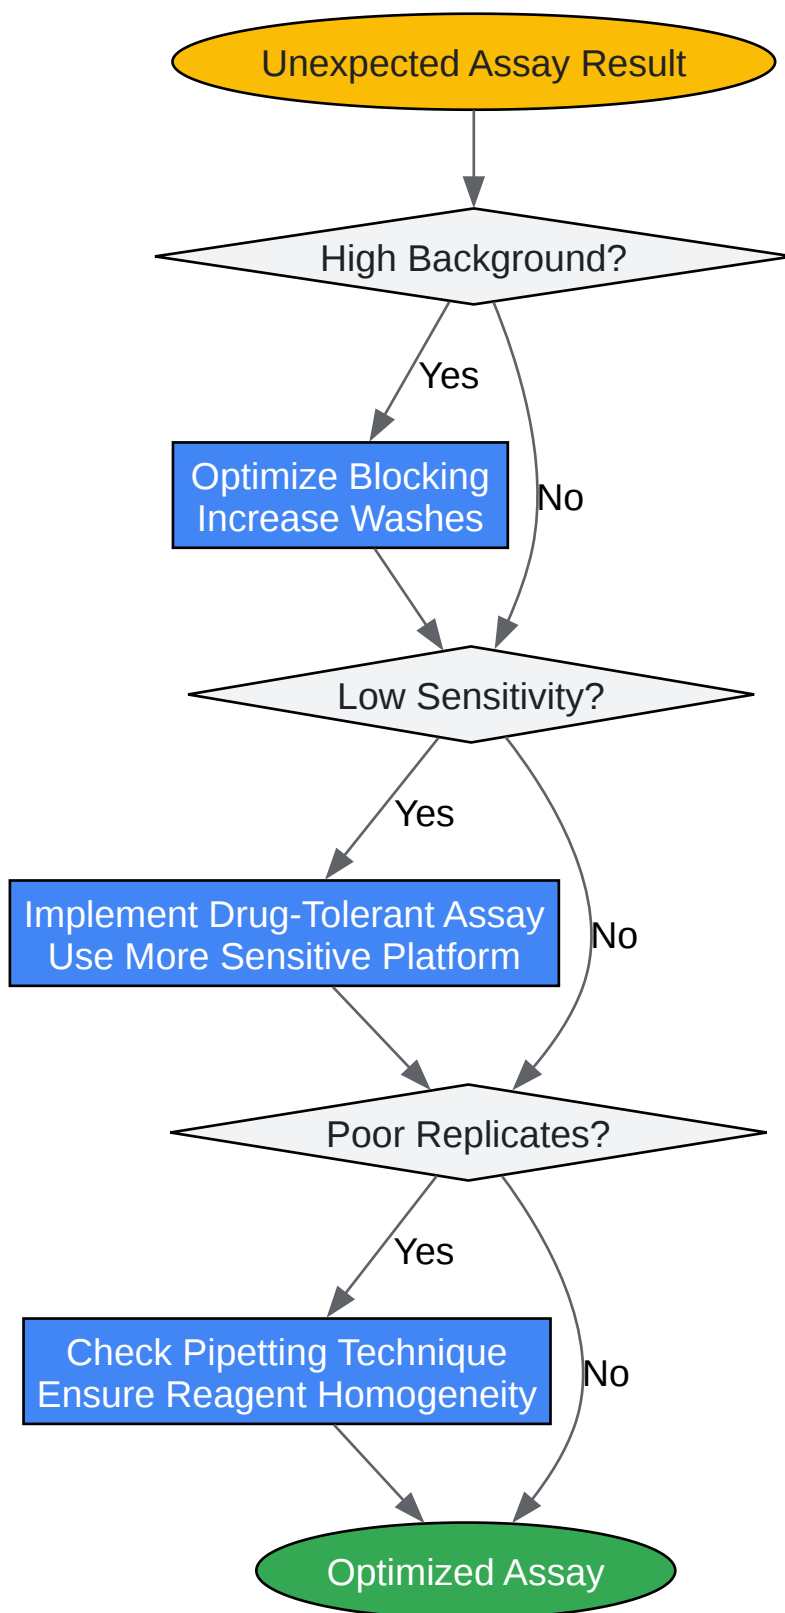 Unexpected Assay Result
High Background?
Yes
Optimize Blocking
Increase Washes
No
Low Sensitivity?
Yes
Implement Drug-Tolerant Assay
Use More Sensitive Platform
No
Poor Replicates?
Yes
Check Pipetting Technique
Ensure Reagent Homogeneity
No
Optimized Assay